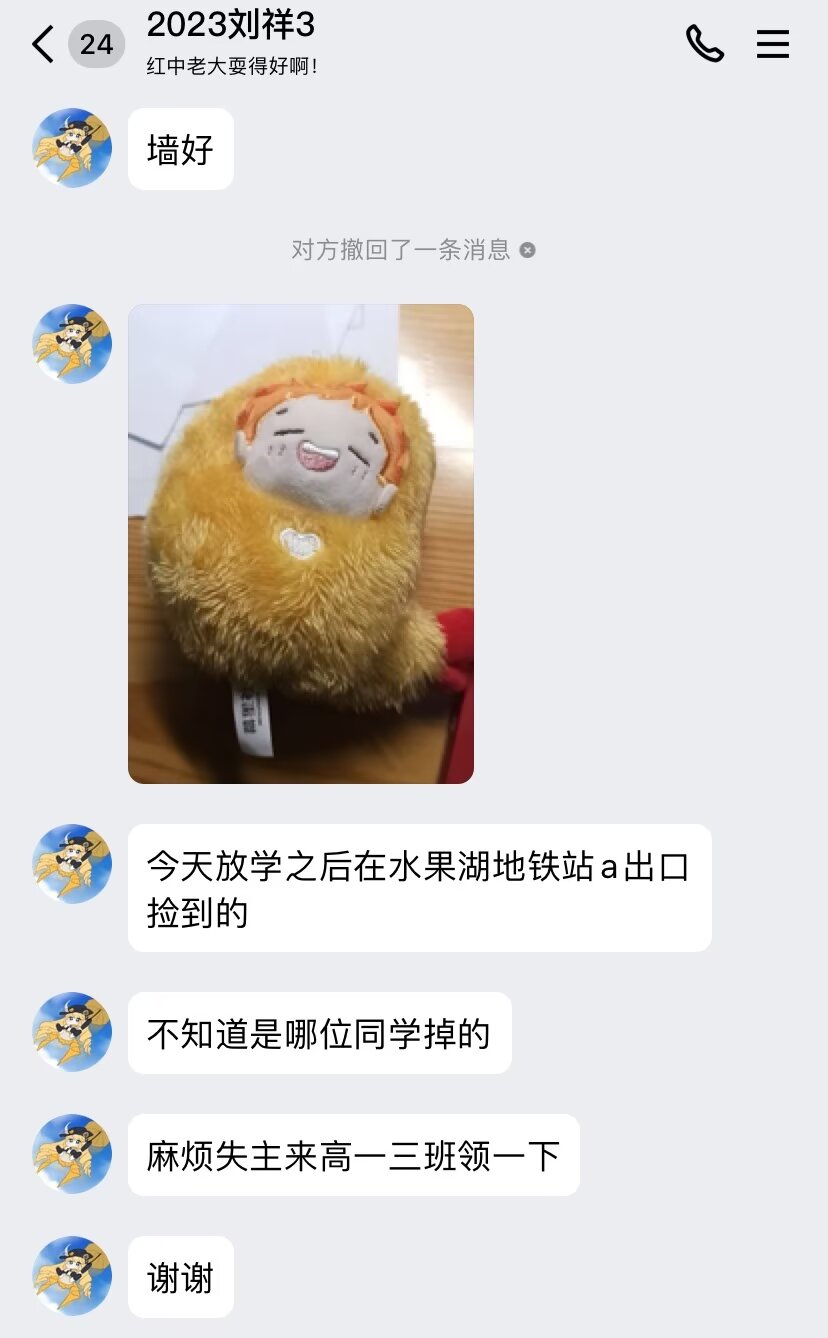 24
2023刘祥3
红中老大耍得好啊！
墙好
对方撤回了一条消息
今天放学之后在水果湖地铁站a出口
捡到的
不知道是哪位同学掉的
麻烦失主来高一三班领一下
谢谢